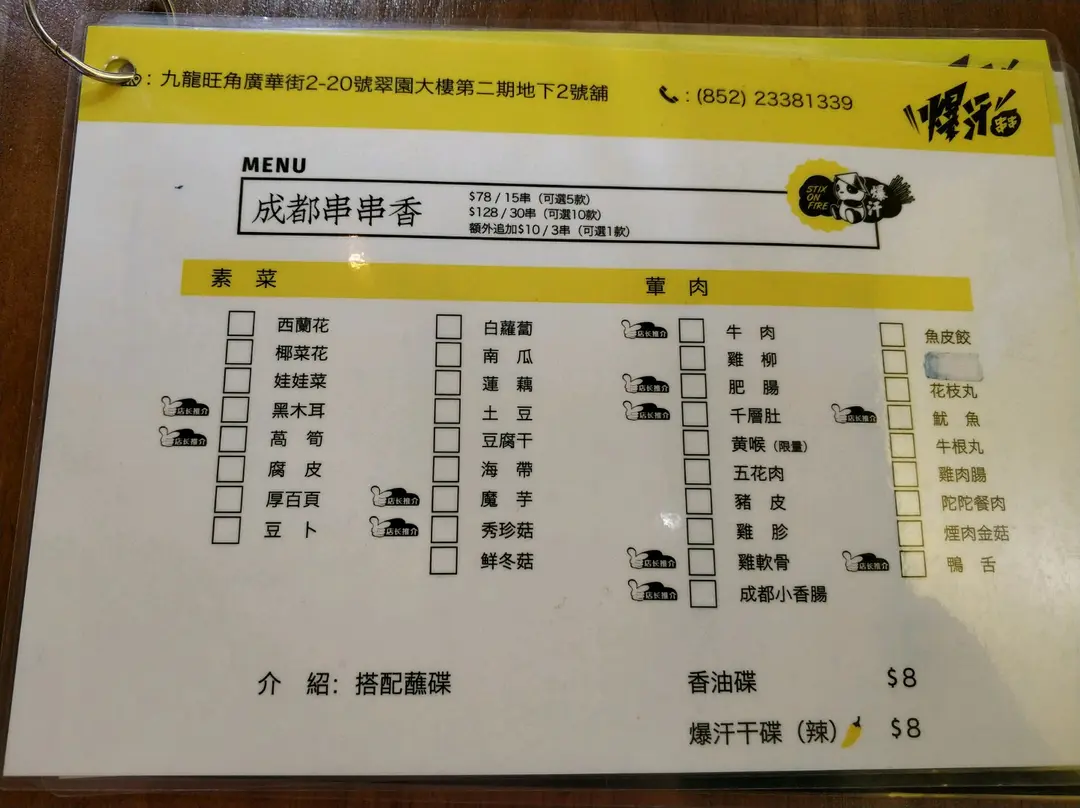 ：九龍旺角廣華街2-20號翠園大樓第二期地下2號舖
：(852) 23381339
爆汗串串
MENU
成都串串香
$78 / 15串（可選5款）
$128 / 30串（可選10款）
額外追加$10 / 3串（可選1款）
STIX
ON
FIRE
爆汗
素菜
西蘭花
椰菜花
娃娃菜
店长推介 黑木耳
店长推介 萵筍
腐皮
厚百頁
豆卜
白蘿蔔
南瓜
蓮藕
土豆
豆腐干
海帶
店长推介 魔芋
店长推介 秀珍菇
鮮冬菇
葷肉
店长推介 牛肉
雞柳
店长推介 肥腸
店长推介 千層肚
黄喉（限量）
五花肉
豬皮
雞胗
店长推介 雞軟骨
店长推介 成都小香腸
魚皮餃
花枝丸
店长推介 魷魚
牛根丸
雞肉腸
陀陀餐肉
煙肉金菇
店长推介 鴨舌
介紹：搭配蘸碟
香油碟 $8
爆汗干碟（辣） $8